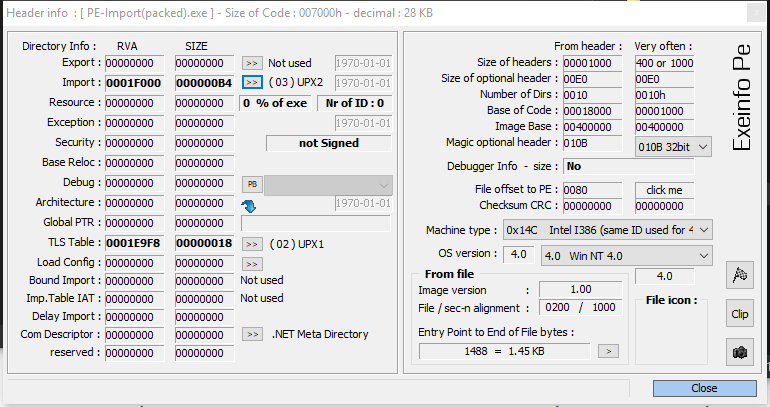 Header info : [ PE-Import(packed).exe ] - Size of Code : 007000h - decimal : 28 KB
Directory Info : RVA SIZE
Export : 00000000 00000000 >> Not used 1970-01-01
Import : 0001F000 000000B4 >> ( 03 ) UPX2 1970-01-01
Resource : 00000000 00000000 0 % of exe Nr of ID : 0
Exception : 00000000 00000000 1970-01-01
Security : 00000000 00000000 not Signed
Base Reloc : 00000000 00000000
Debug : 00000000 00000000 PB
Architecture : 00000000 00000000 1970-01-01
Global PTR : 00000000 00000000
TLS Table : 0001E9F8 00000018 >> ( 02 ) UPX1
Load Config : 00000000 00000000 >>
Bound Import : 00000000 00000000 Not used
Imp.Table IAT : 00000000 00000000 Not used
Delay Import : 00000000 00000000
Com Descriptor : 00000000 00000000 >> .NET Meta Directory
reserved : 00000000 00000000
From header : Very often :
Size of headers : 00001000 400 or 1000
Size of optional header : 00E0 00E0
Number of Dirs : 0010 0010h
Base of Code : 00018000 00001000
Image Base : 00400000 00400000
Magic optional header : 010B 010B 32bit
Debugger Info - size : No
File offset to PE : 0080 click me
Checksum CRC : 00000000 00000000
Machine type : 0x14C Intel I386 (same ID used for 4
OS version : 4.0 4.0 Win NT 4.0
From file 4.0
Image version : 1.00
File / sec-n alignment : 0200 / 1000
File icon :
Entry Point to End of File bytes :
1488 = 1.45 KB >
Exeinfo Pe
Clip
Close